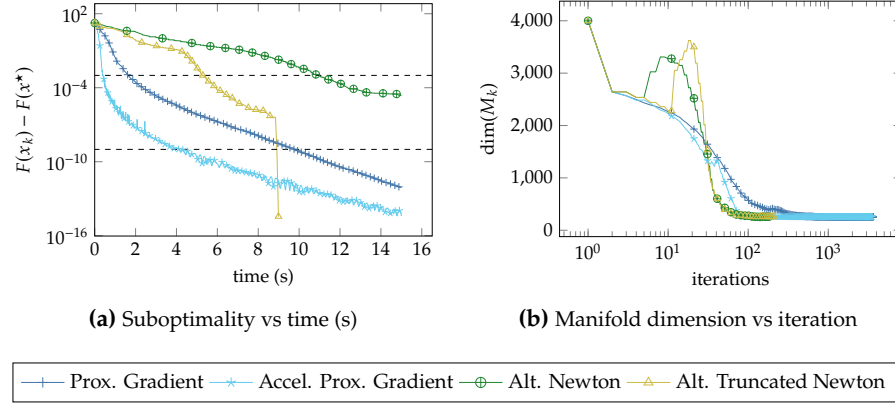 10^2
10^−4
10^−10
10^−16
F(x_k) − F(x^⋆)
0 2 4 6 8 10 12 14 16
time (s)
(a) Suboptimality vs time (s)
4,000
3,000
2,000
1,000
0
dim(M_k)
10^0 10^1 10^2 10^3
iterations
(b) Manifold dimension vs iteration
Prox. Gradient Accel. Prox. Gradient Alt. Newton Alt. Truncated Newton